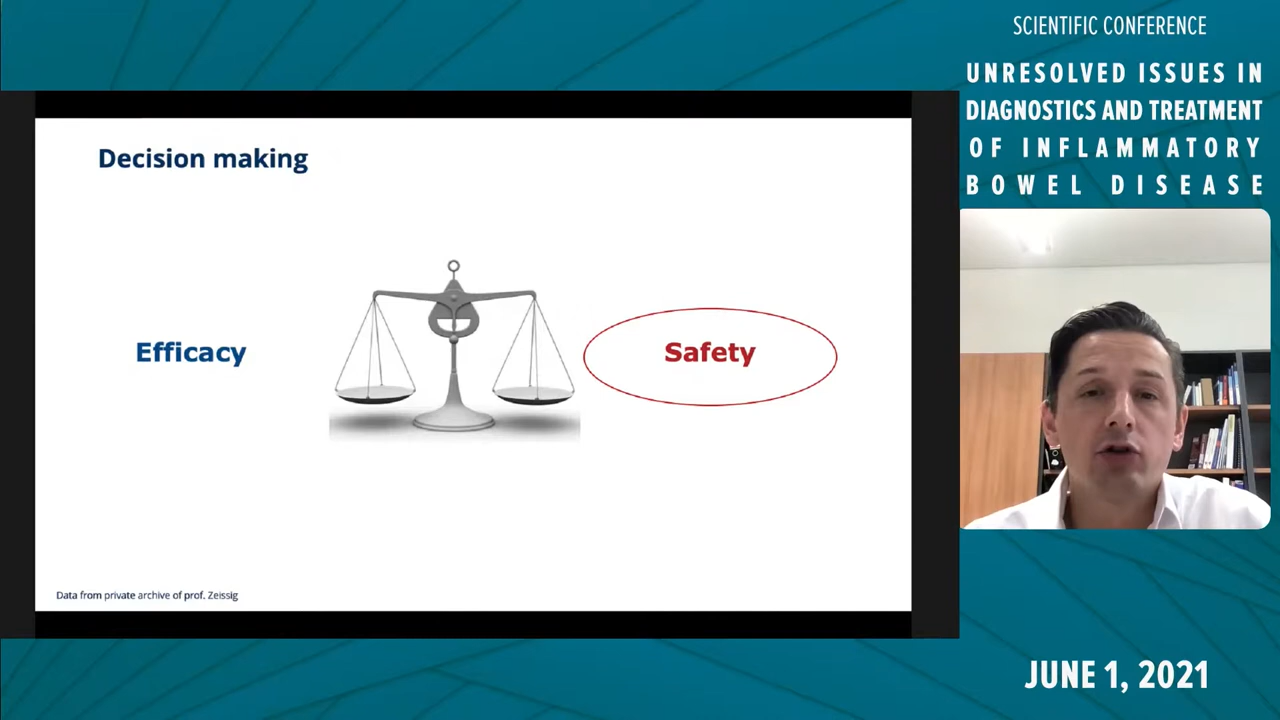 SCIENTIFIC CONFERENCE
UNRESOLVED ISSUES IN
DIAGNOSTICS AND TREATMENT
OF INFLAMMATORY
BOWEL DISEASE
Decision making
Efficacy
Safety
Data from private archive of prof. Zeissig
JUNE 1, 2021